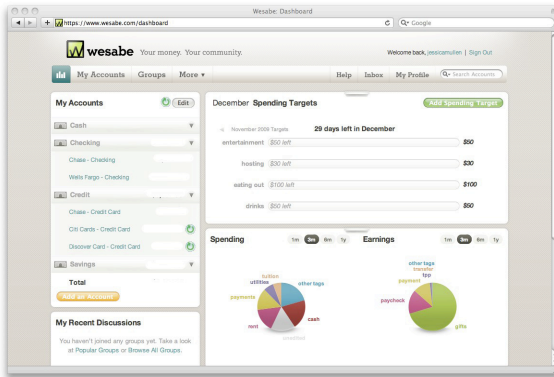 Wesabe: Dashboard
https://www.wesabe.com/dashboard
Google
wesabe Your money. Your community.
Welcome back, jessicamullen | Sign Out
My Accounts Groups More ▾ Help Inbox My Profile Search Accounts
My Accounts Edit
Cash
Checking
Chase - Checking
Wells Fargo - Checking
Credit
Chase - Credit Card
Citi Cards - Credit Card
Discover Card - Credit Card
Savings
Total
Add an Account
My Recent Discussions
You haven't joined any groups yet. Take a look
at Popular Groups or Browse All Groups.
December Spending Targets Add Spending Target
November 2009 Targets 29 days left in December
entertainment $50 left $50
hosting $30 left $30
eating out $100 left $100
drinks $50 left $50
Spending 1m 3m 6m 1y
tuition
utilities
other tags
payments
cash
rent
Earnings 1m 3m 6m 1y
other tags
transfer
tpp
payment
paycheck
gifts